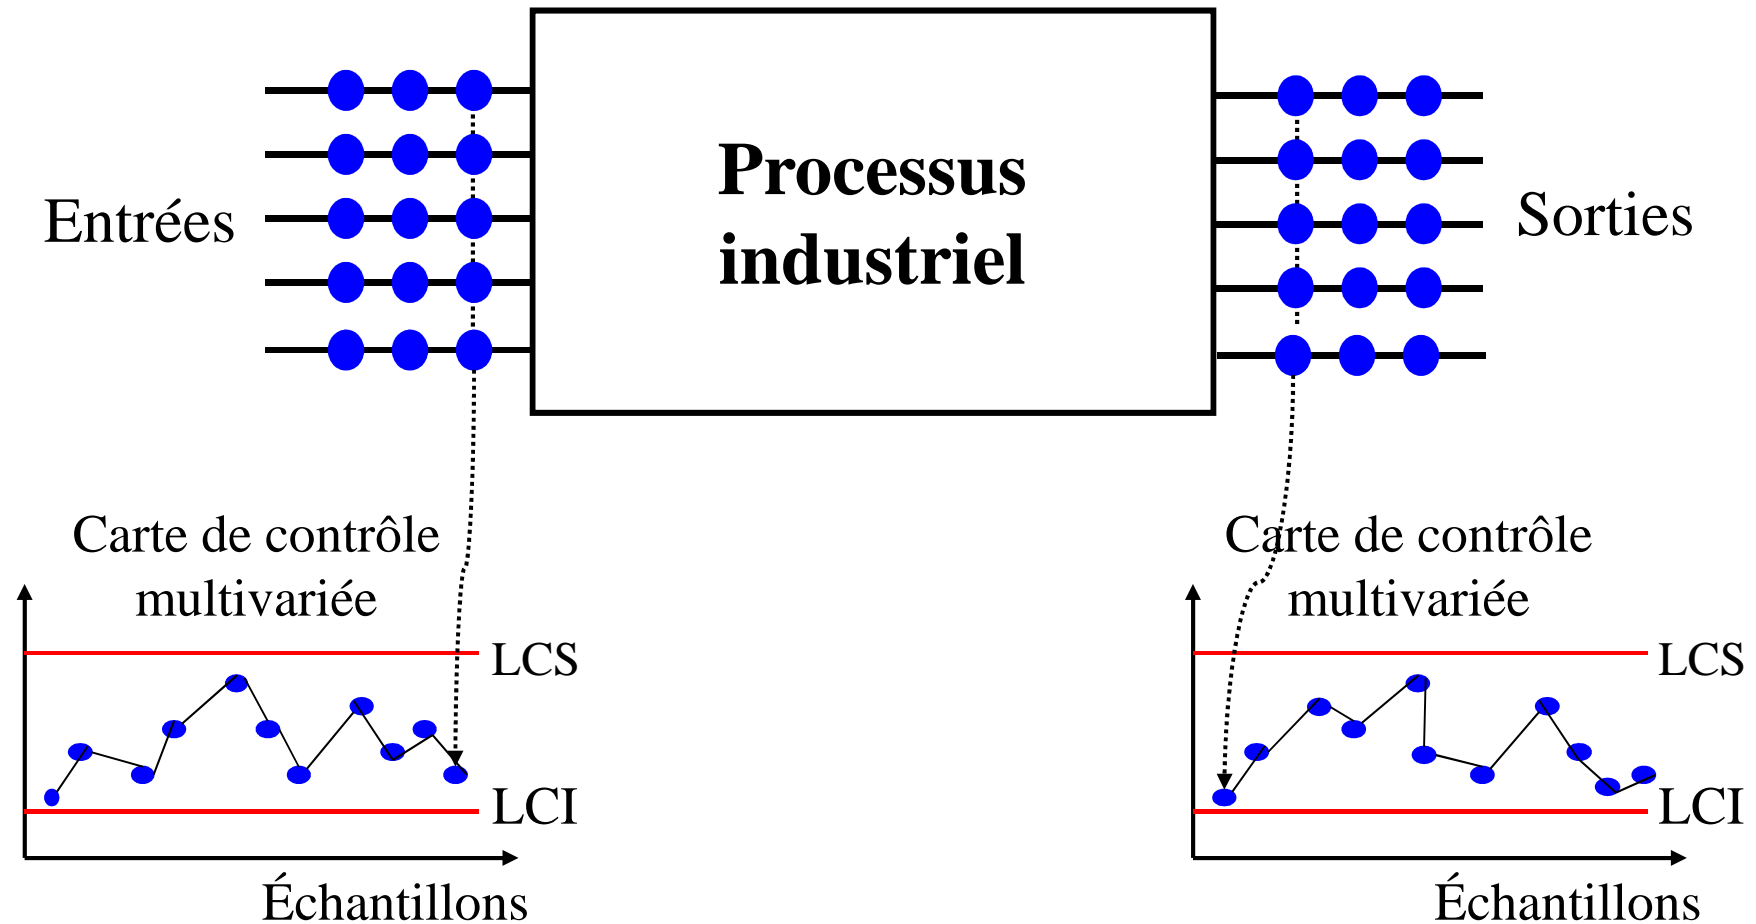 Processus
industriel
Entrées
Sorties
Carte de contrôle
multivariée
LCS
LCI
Échantillons
Carte de contrôle
multivariée
LCS
LCI
Échantillons